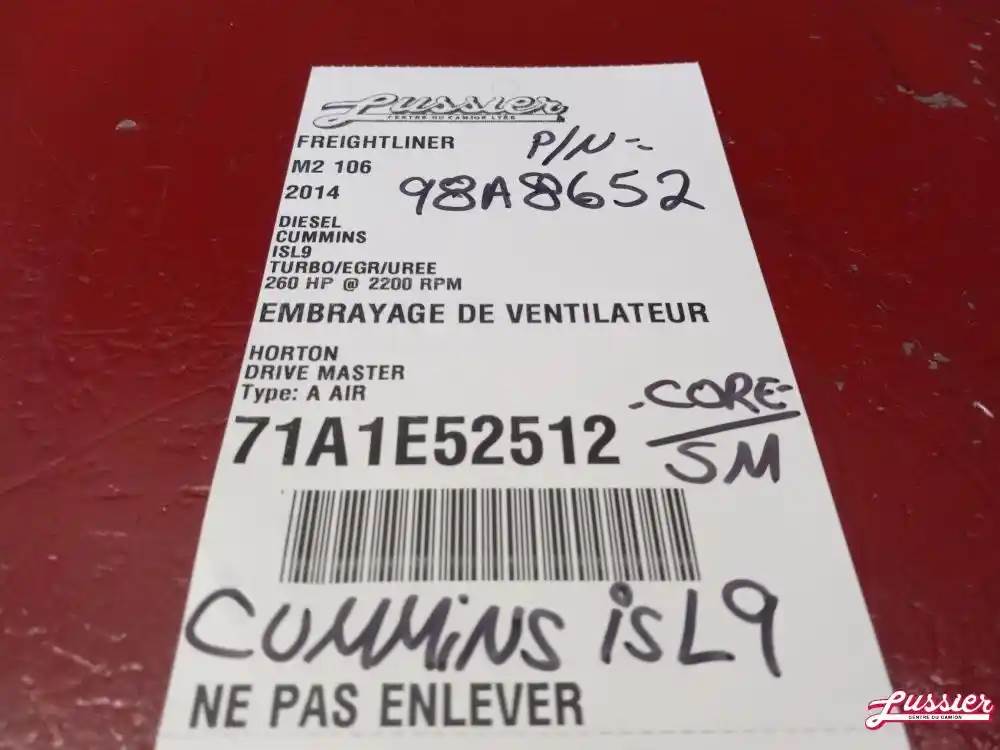 Lussier
CENTRE DU CAMION LTÉE
FREIGHTLINER
P/N-
M2 106
2014
98A8652
DIESEL
CUMMINS
ISL9
TURBO/EGR/UREE
260 HP @ 2200 RPM
EMBRAYAGE DE VENTILATEUR
HORTON
DRIVE MASTER
Type: A AIR
-CORE-
71A1E52512
SM
CUMMiNS iSL9
NE PAS ENLEVER
Lussier
CENTRE DU CAMION